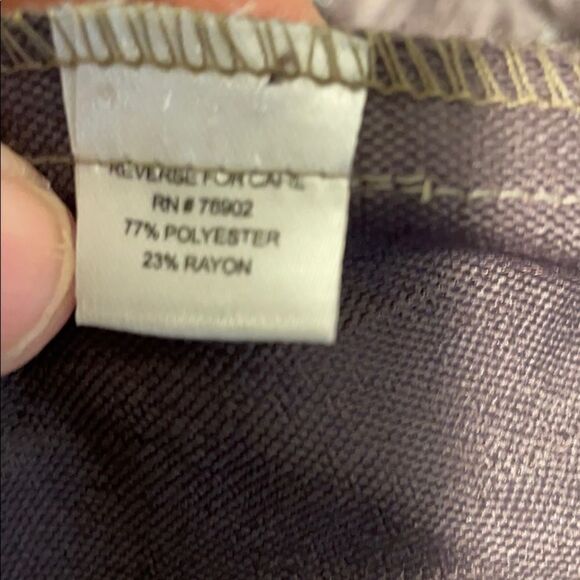 REVERSE FOR CARE
RN # 76902
77% POLYESTER
23% RAYON